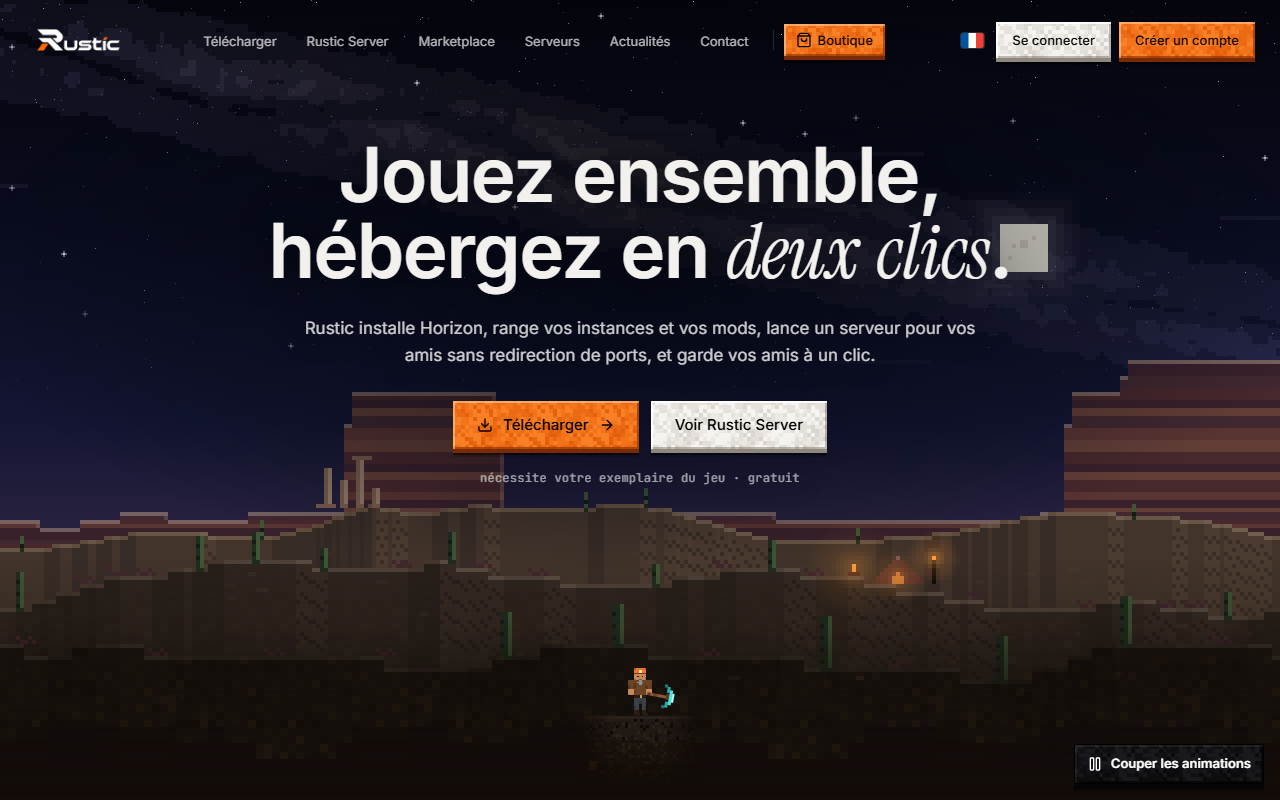 Rustic
Télécharger
Rustic Server
Marketplace
Serveurs
Actualités
Contact
Boutique
Se connecter
Créer un compte
Jouez ensemble,
hébergez en deux clics.
Rustic installe Horizon, range vos instances et vos mods, lance un serveur pour vos
amis sans redirection de ports, et garde vos amis à un clic.
Télécharger
Voir Rustic Server
nécessite votre exemplaire du jeu · gratuit
Couper les animations